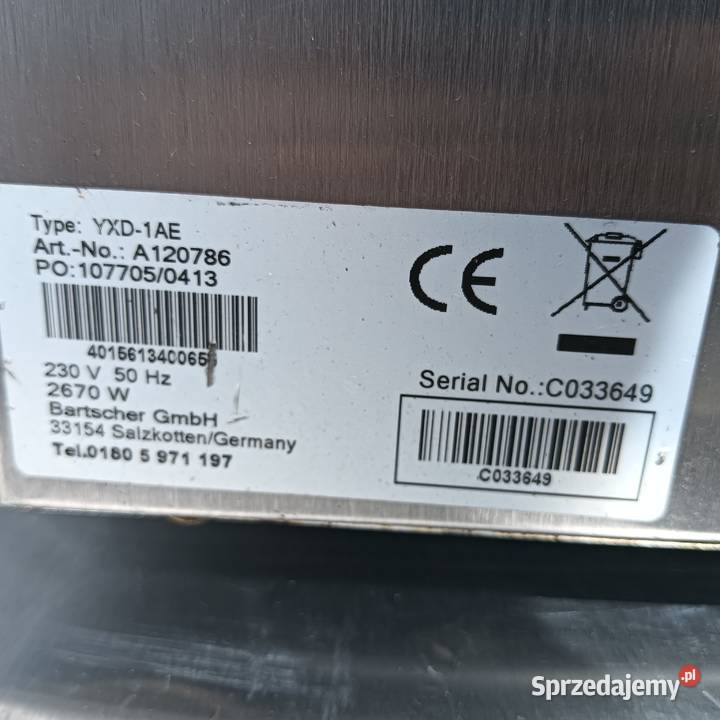 Type: YXD-1AE
Art.-No.: A120786
PO:107705/0413
230 V 50 Hz
2670 W
Bartscher GmbH
33154 Salzkotten/Germany
Tel.0180 5 971 197
CE
Serial No.:C033649
C033649
Sprzedajemy.pl